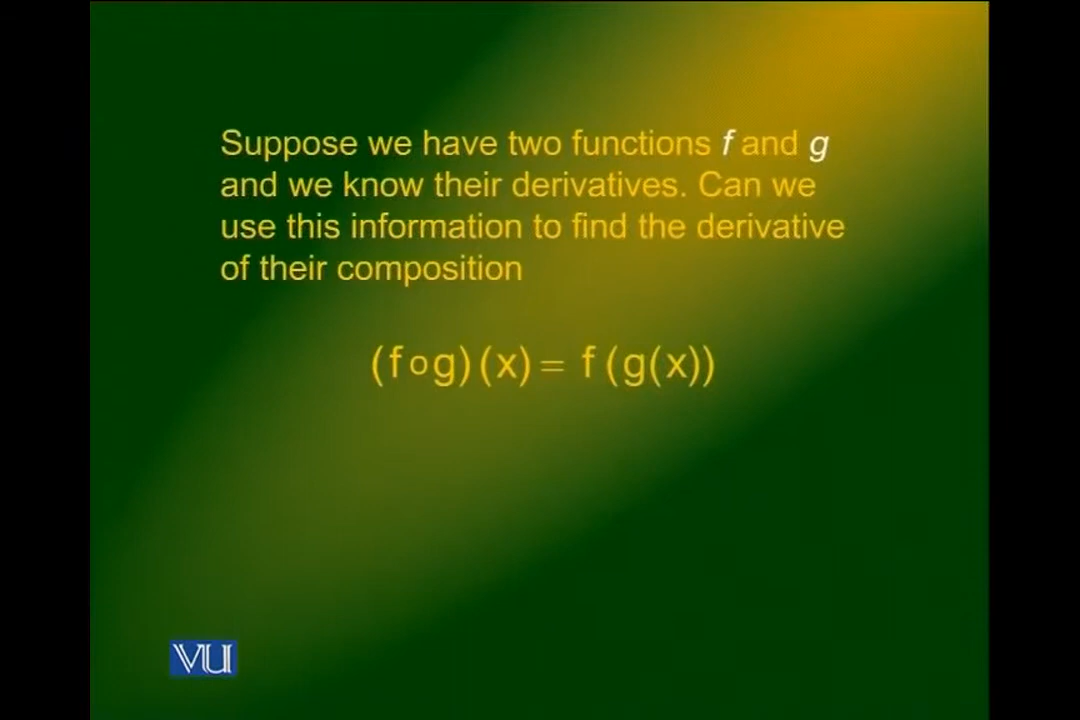 Suppose we have two functions f and g
and we know their derivatives. Can we
use this information to find the derivative
of their composition
(f∘g)(x) = f(g(x))
VU